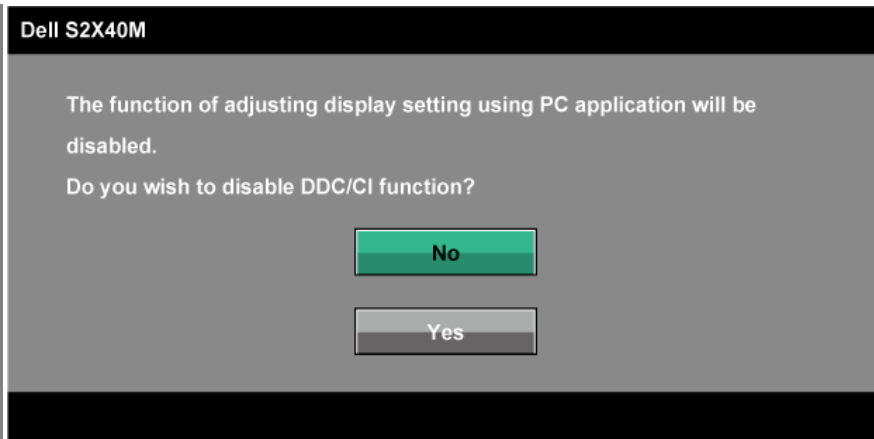 Dell S2X40M
The function of adjusting display setting using PC application will be
disabled.
Do you wish to disable DDC/CI function?
No
Yes